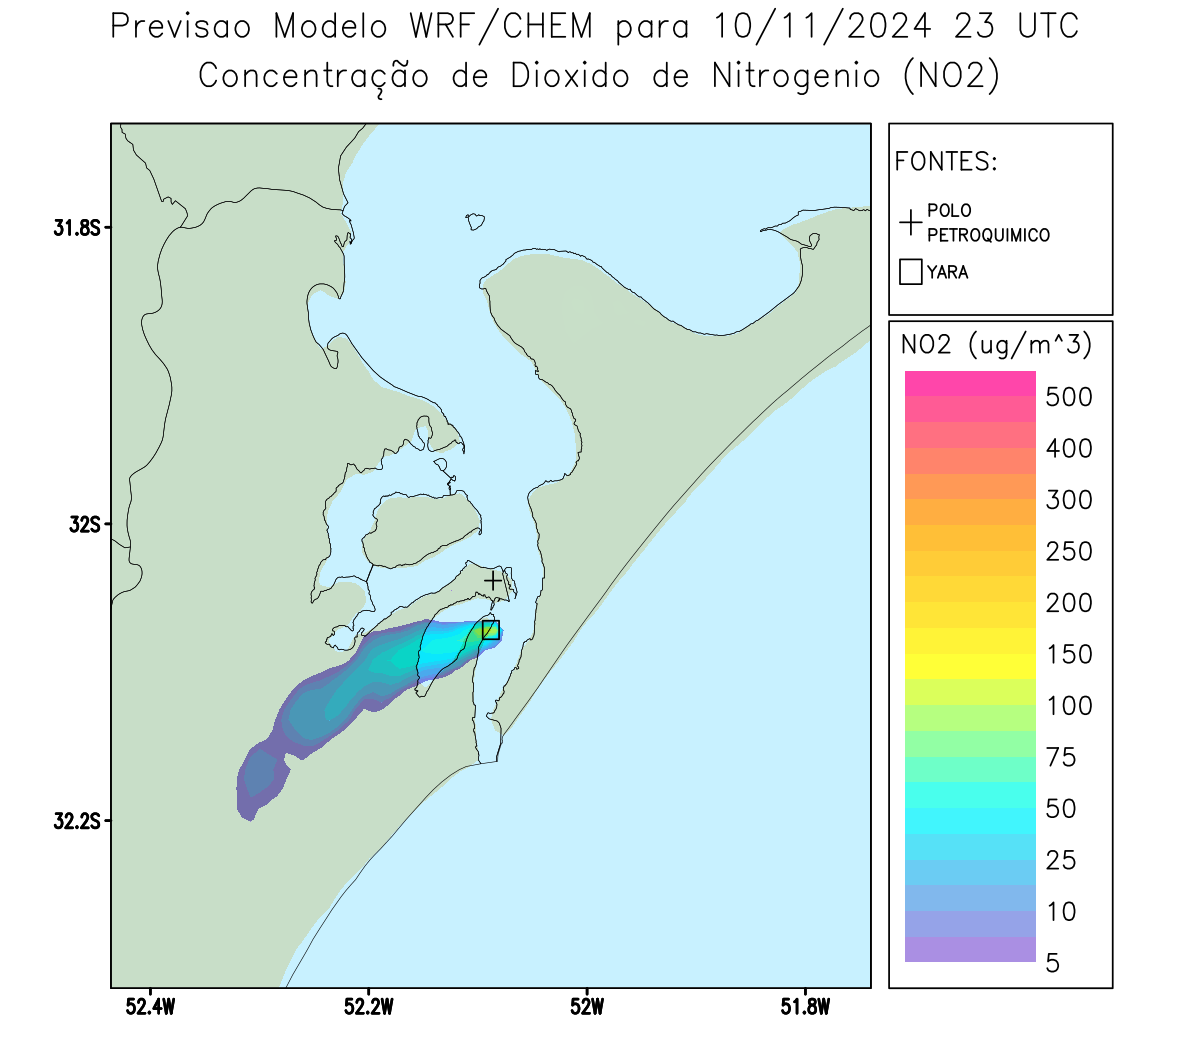 Previsao Modelo WRF/CHEM para 10/11/2024 23 UTC
Concentração de Dioxido de Nitrogenio (NO2)
FONTES:
POLO
PETROQUIMICO
YARA
NO2 (ug/m^3)
500
400
300
250
200
150
100
75
50
25
10
5
31.8S
32S
32.2S
52.4W
52.2W
52W
51.8W